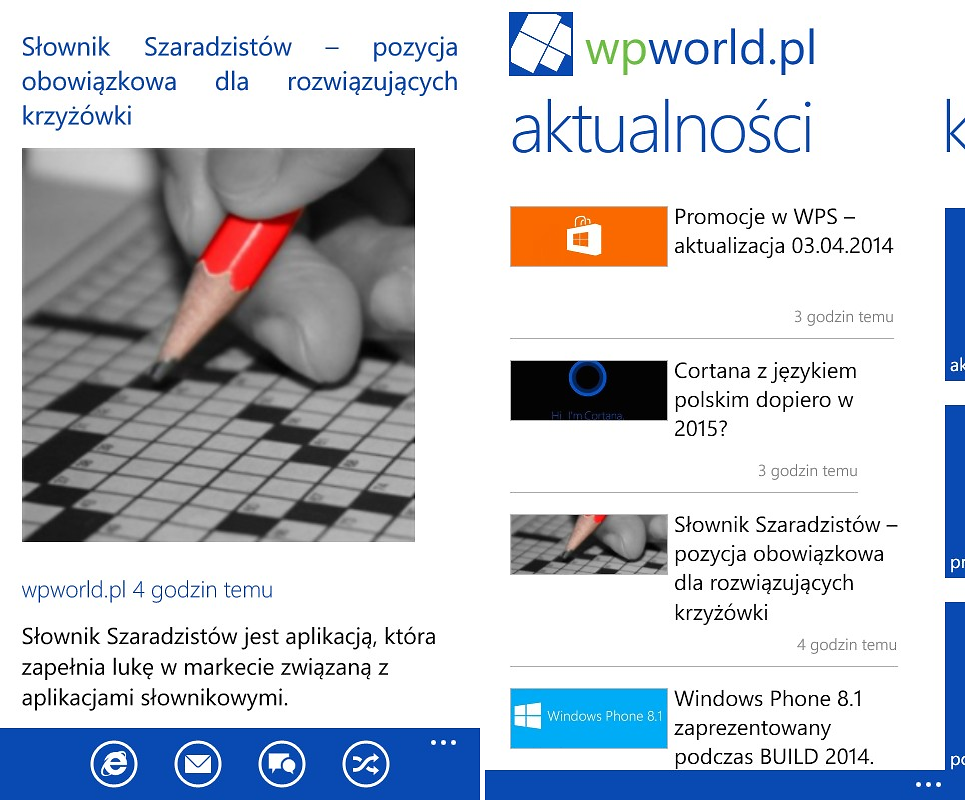 Słownik Szaradzistów – pozycja
obowiązkowa dla rozwiązujących
krzyżówki
wpworld.pl 4 godzin temu
Słownik Szaradzistów jest aplikacją, która
zapełnia lukę w markecie związaną z
aplikacjami słownikowymi.
wpworld.pl
aktualności
k
Promocje w WPS –
aktualizacja 03.04.2014
3 godzin temu
Hi, I'm Cortana.
Cortana z językiem
polskim dopiero w
2015?
3 godzin temu
Słownik Szaradzistów –
pozycja obowiązkowa
dla rozwiązujących
krzyżówki
4 godzin temu
Windows Phone 8.1
Windows Phone 8.1
zaprezentowany
podczas BUILD 2014.
ak
pr
po